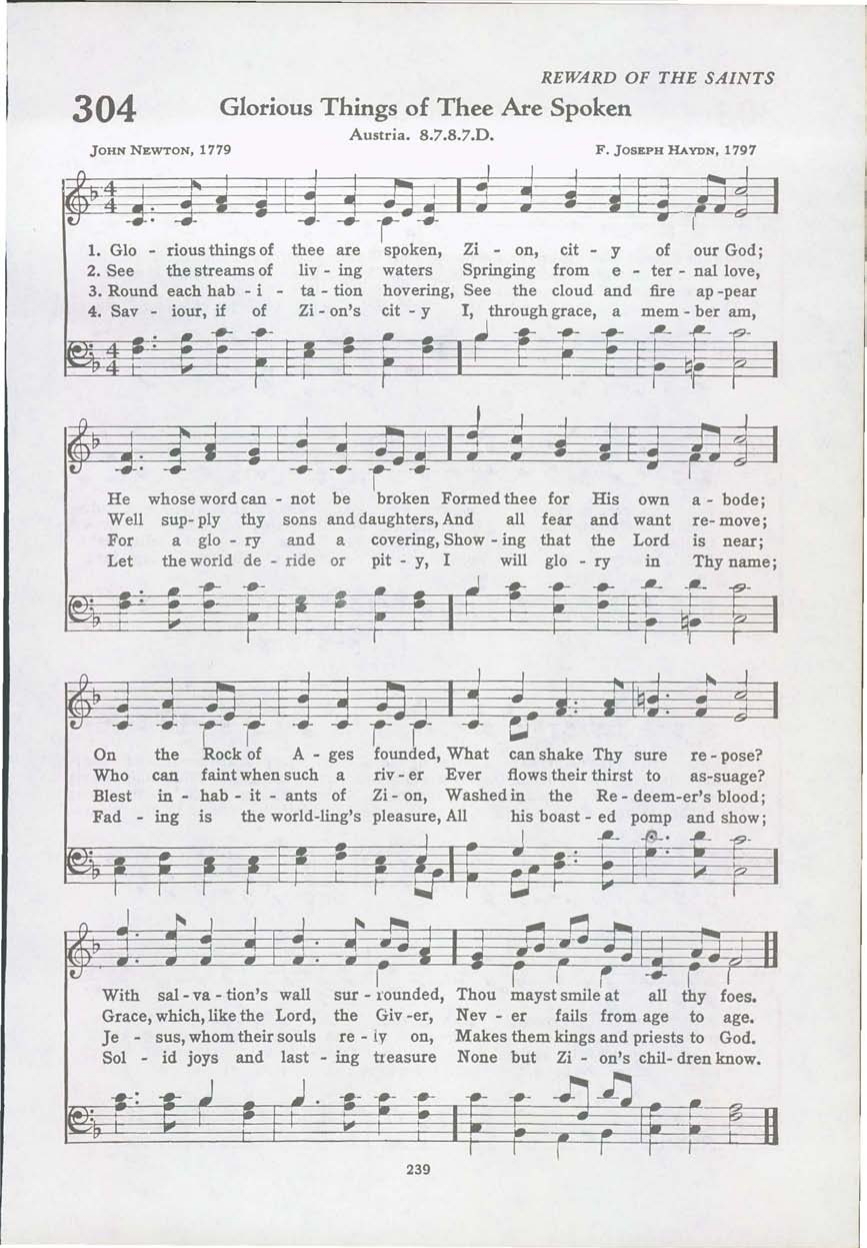 REWARD OF THE SAINTS
304 Glorious Things of Thee Are Spoken
Austria. 8.7.8.7.D.
JOHN NEWTON, 1779 F. JOSEPH HAYDN, 1797
4 4
1. Glo - rious things of thee are spoken, Zi - on, cit - y of our God;
2. See the streams of liv - ing waters Springing from e - ter - nal love,
3. Round each hab - i - ta - tion hovering, See the cloud and fire ap - pear
4. Sav - iour, if of Zi - on's cit - y I, through grace, a mem - ber am,
4 4
He whose word can - not be broken Formed thee for His own a - bode;
Well sup - ply thy sons and daughters, And all fear and want re - move;
For a glo - ry and a covering, Show - ing that the Lord is near;
Let the world de - ride or pit - y, I will glo - ry in Thy name;
On the Rock of A - ges founded, What can shake Thy sure re - pose?
Who can faint when such a riv - er Ever flows their thirst to as - suage?
Blest in - hab - it - ants of Zi - on, Washed in the Re - deem - er's blood;
Fad - ing is the world - ling's pleasure, All his boast - ed pomp and show;
With sal - va - tion's wall sur - rounded, Thou mayst smile at all thy foes.
Grace, which, like the Lord, the Giv - er, Nev - er fails from age to age.
Je - sus, whom their souls re - ly on, Makes them kings and priests to God.
Sol - id joys and last - ing treasure None but Zi - on's chil - dren know.
239